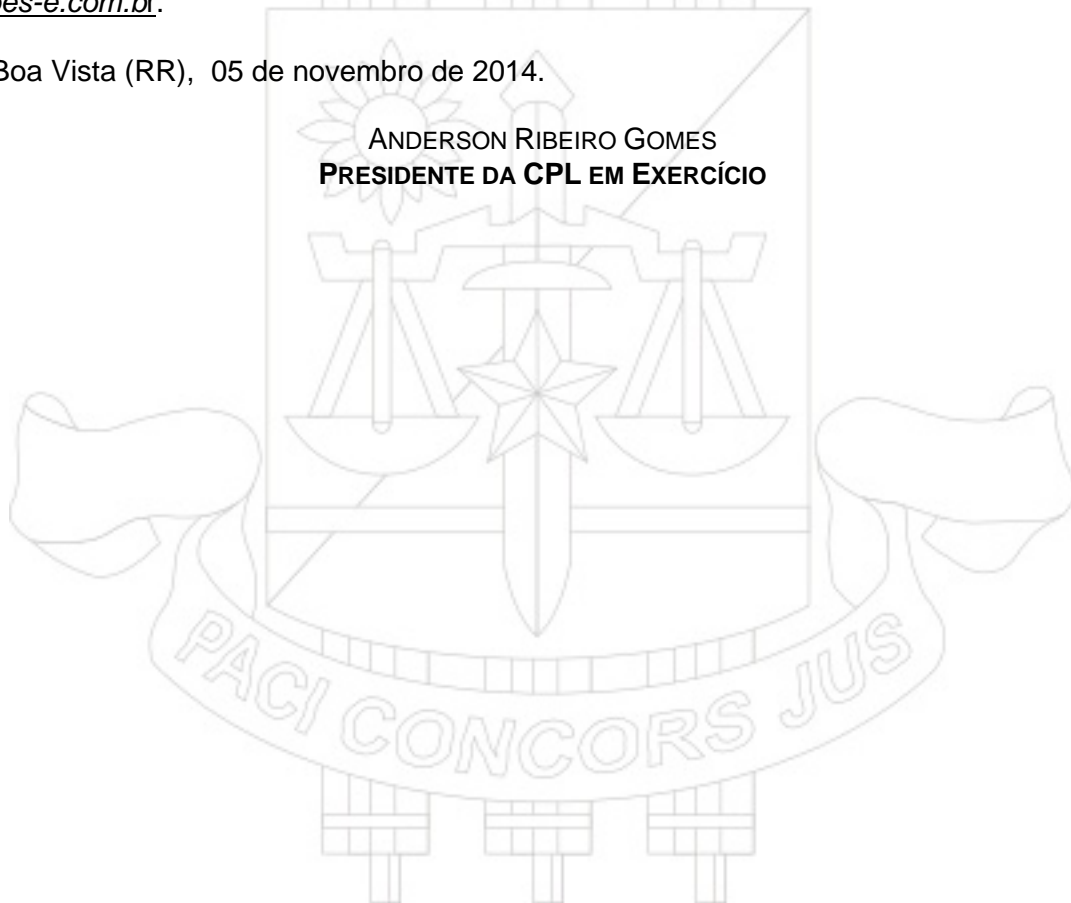 es-e.com.br.
Boa Vista (RR), 05 de novembro de 2014.
ANDERSON RIBEIRO GOMES
PRESIDENTE DA CPL EM EXERCÍCIO
PACI CONCORS JUS